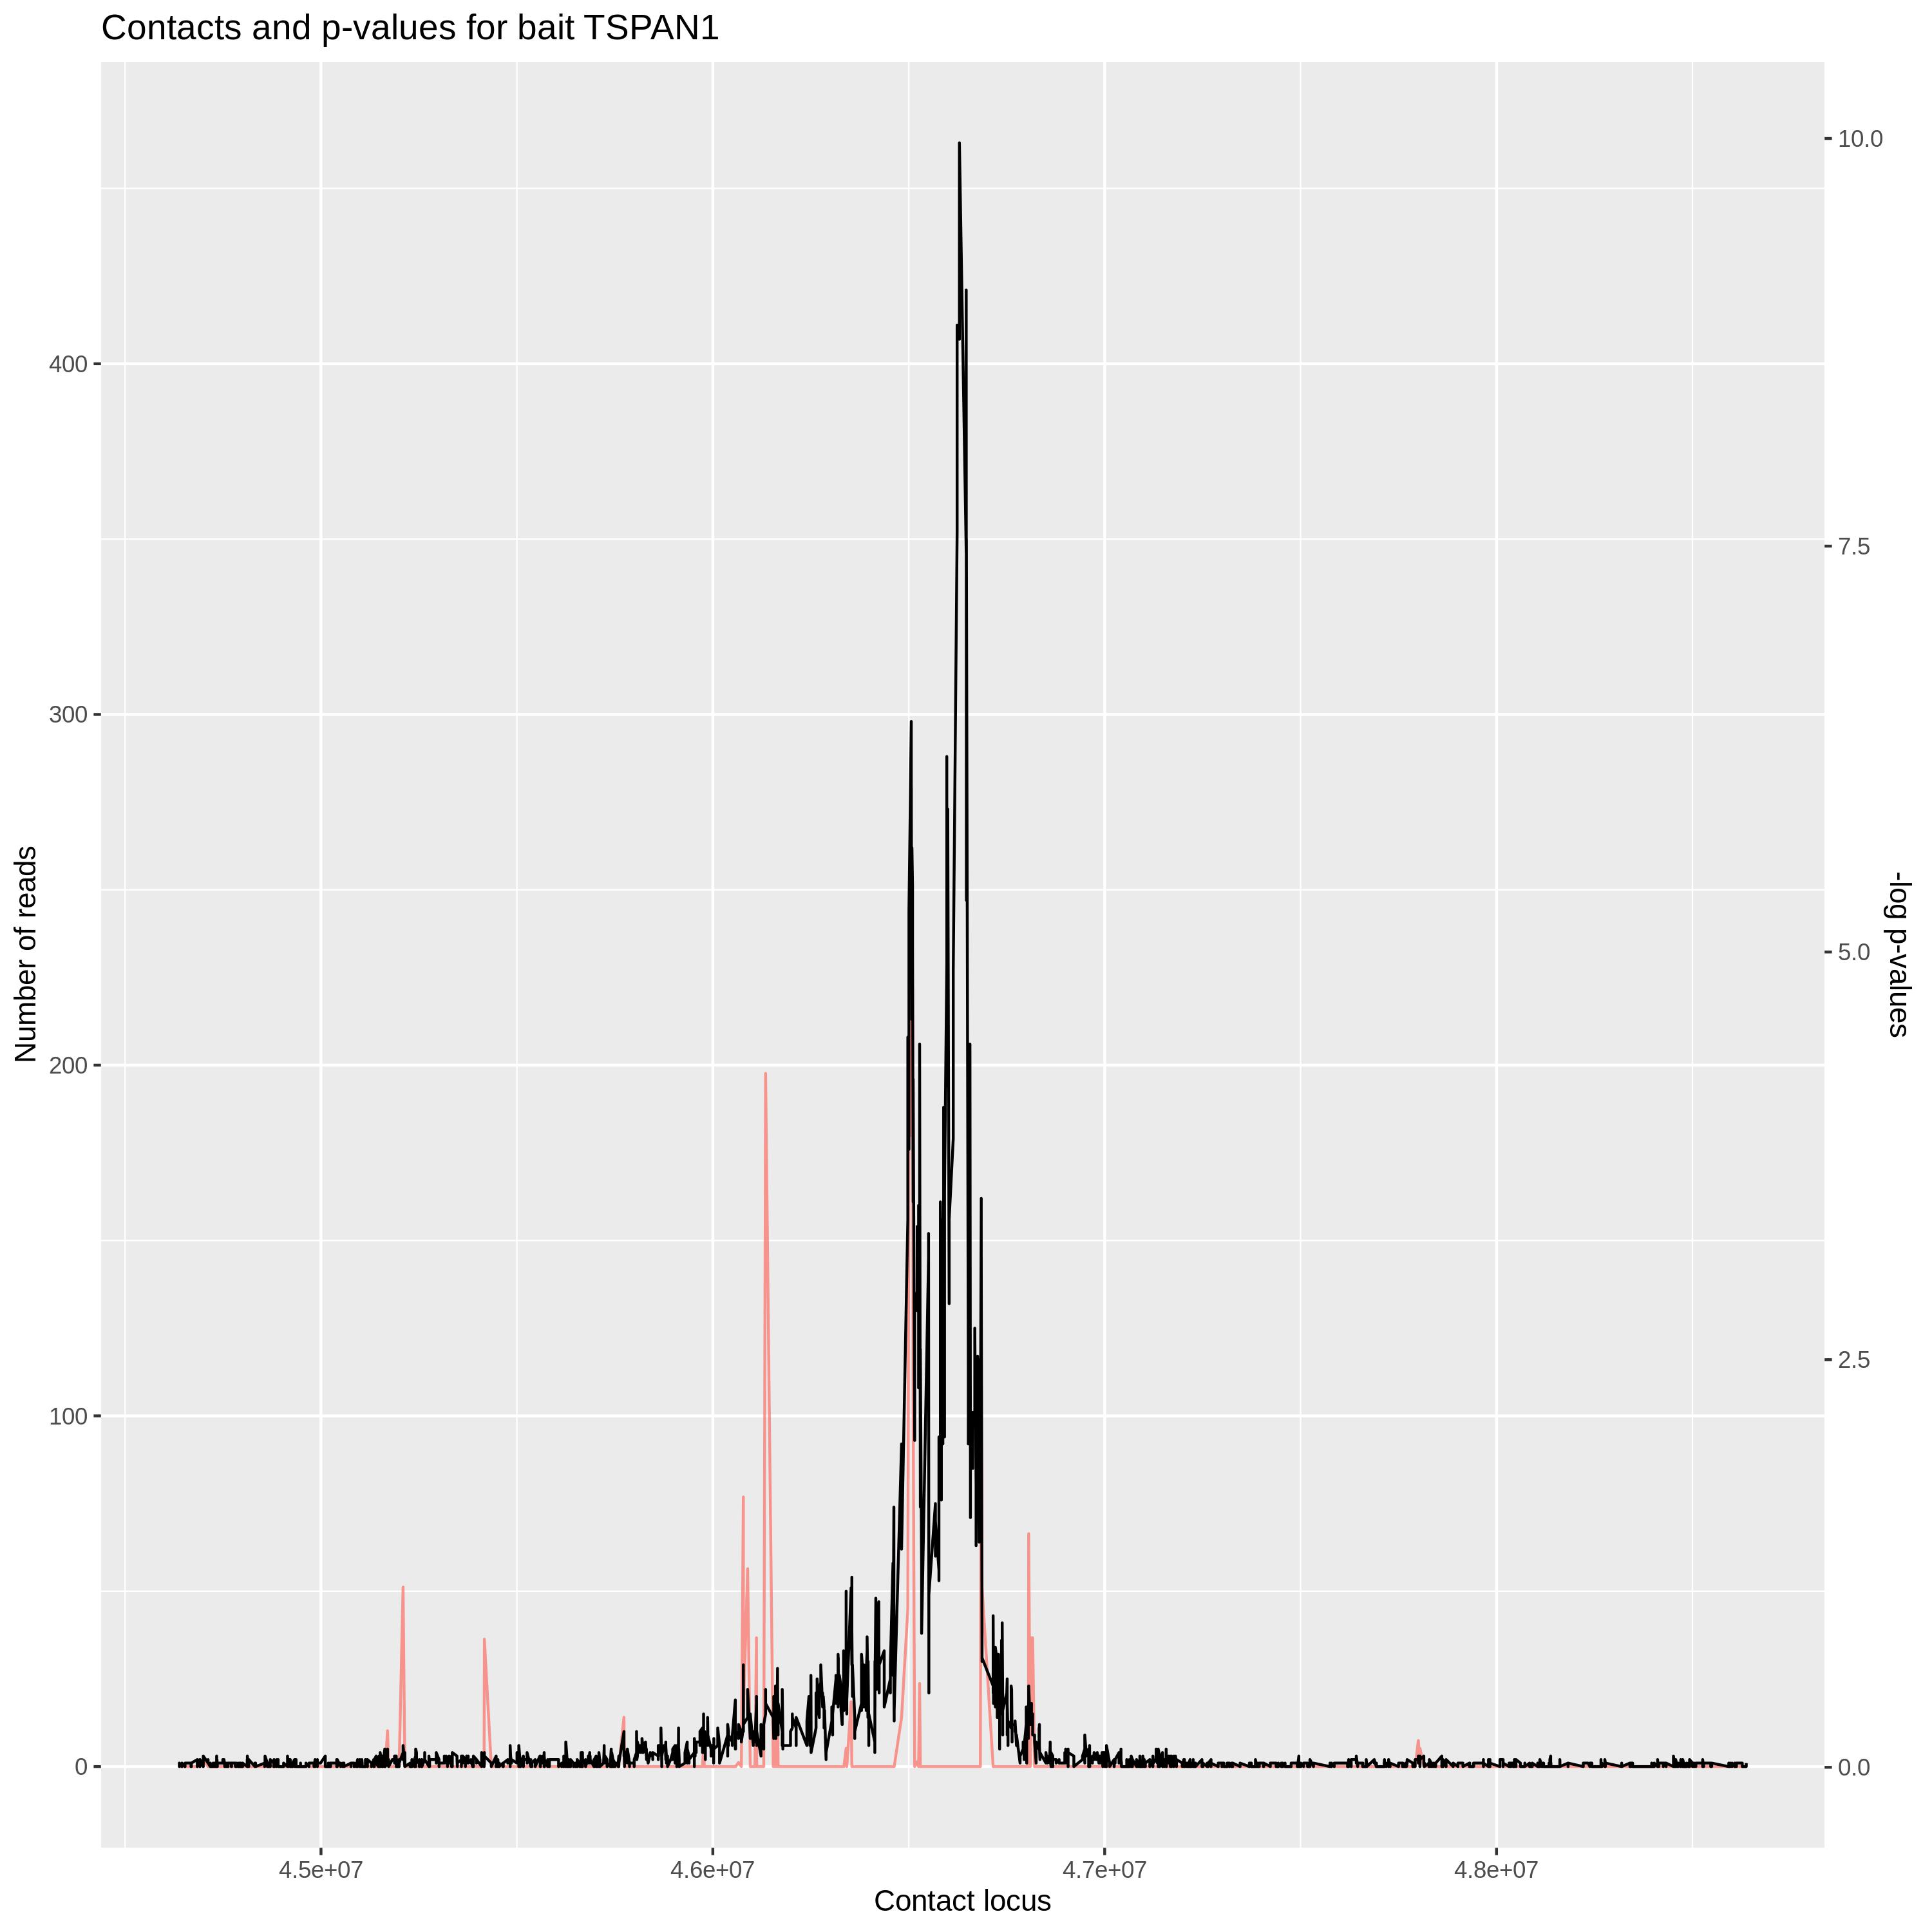 Contacts and p-values for bait TSPAN1
Number of reads
400
300
200
100
0
10.0
7.5
5.0
2.5
0.0
-log p-values
4.5e+07
4.6e+07
4.7e+07
4.8e+07
Contact locus